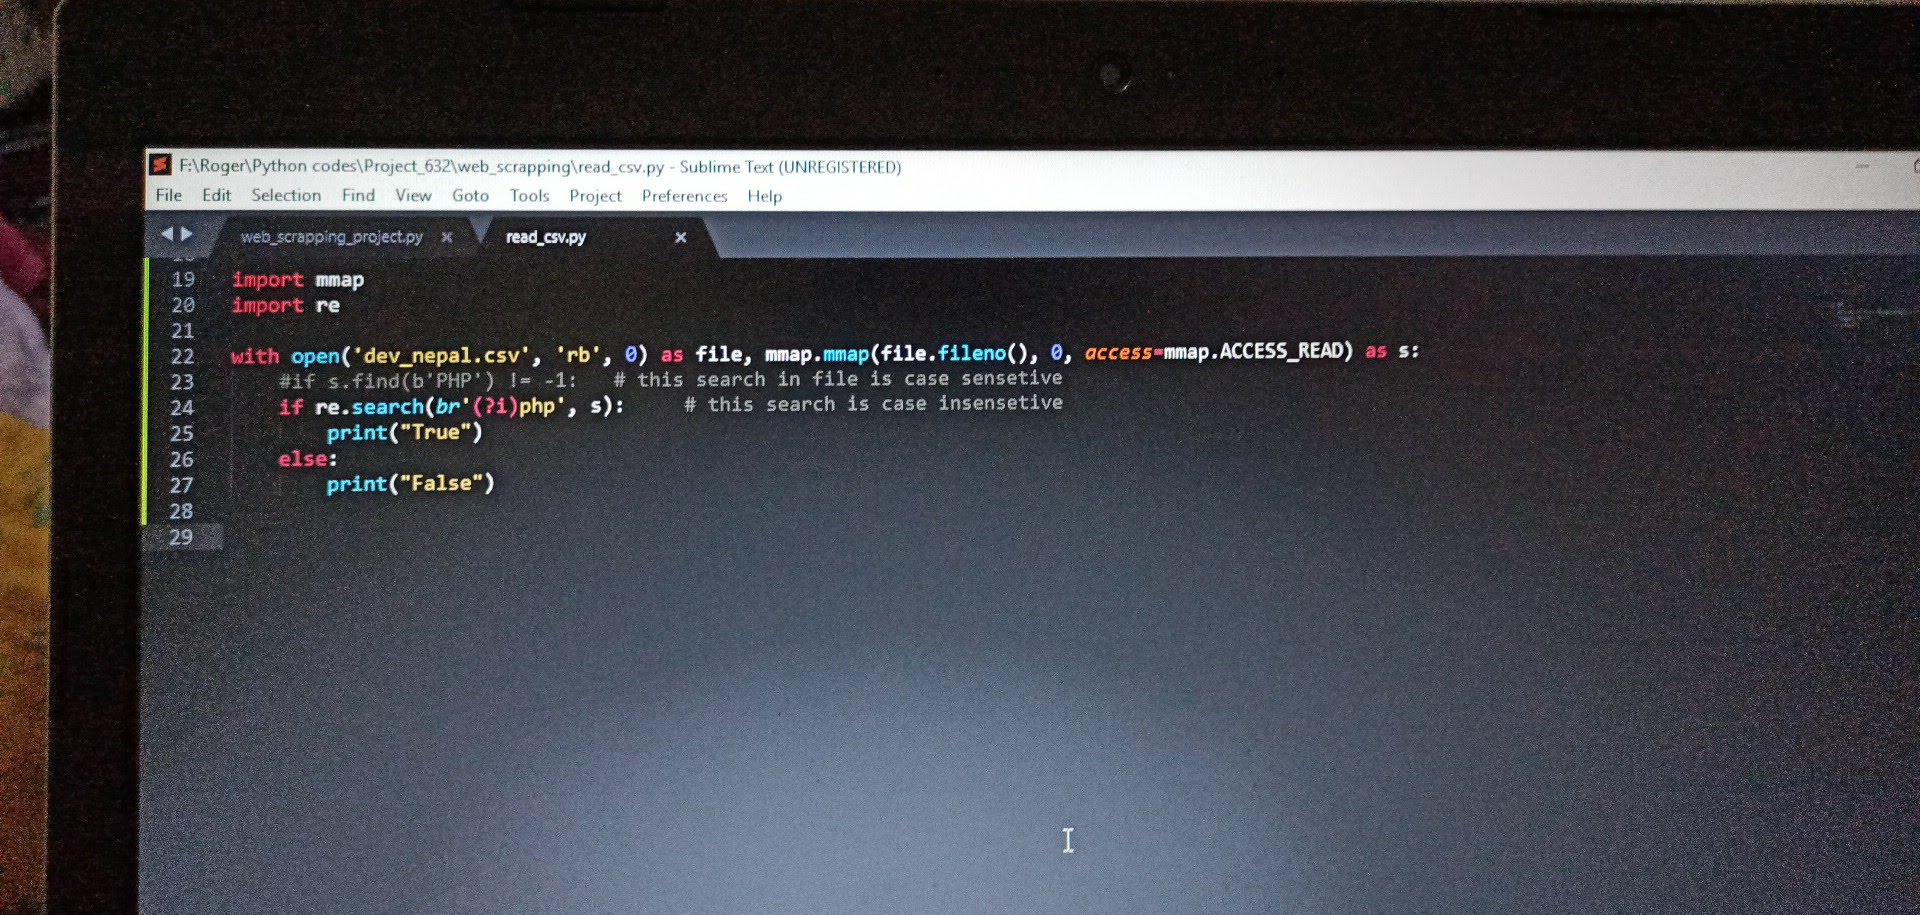 F:\Roger\Python codes\Project_632\web_scrapping\read_csv.py - Sublime Text (UNREGISTERED)
File Edit Selection Find View Goto Tools Project Preferences Help
web_scrapping_project.py x read_csv.py x
19 import mmap
20 import re
21
22 with open('dev_nepal.csv', 'rb', 0) as file, mmap.mmap(file.fileno(), 0, access=mmap.ACCESS_READ) as s:
23 #if s.find(b'PHP') != -1: # this search in file is case sensetive
24 if re.search(br'(?i)php', s): # this search is case insensetive
25 print("True")
26 else:
27 print("False")
28
29